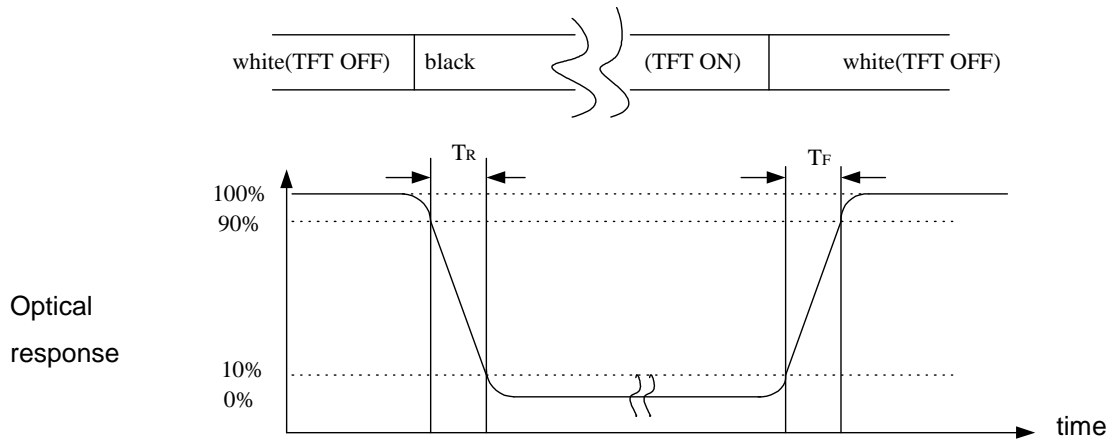 white(TFT OFF) black (TFT ON) white(TFT OFF)
TR TF
100%
90%
Optical
response
10%
0%
time